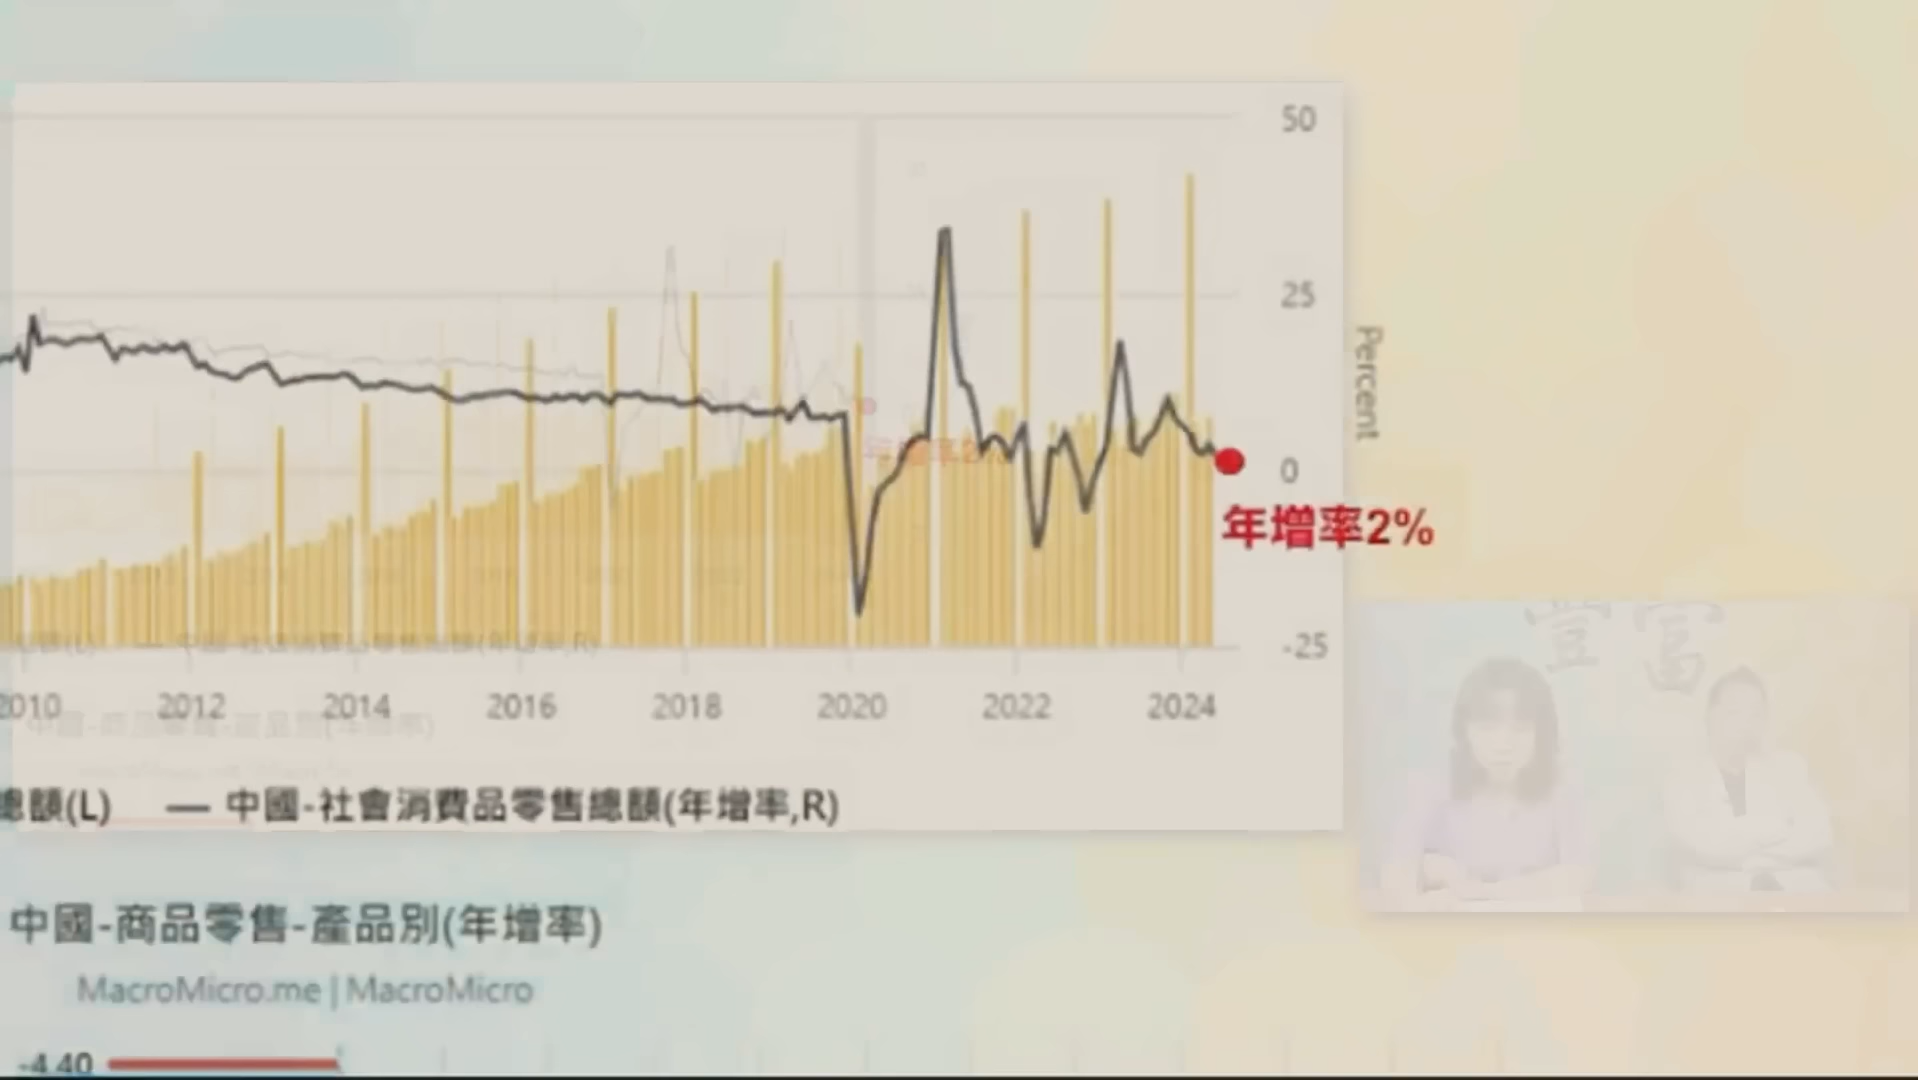 50
25
Percent
0
年增率2%
-25
2010 2012 2014 2016 2018 2020 2022 2024
總額(L) — 中國-社會消費品零售總額(年增率,R)
豐富
中國-商品零售-產品別(年增率)
MacroMicro.me | MacroMicro
-4.40